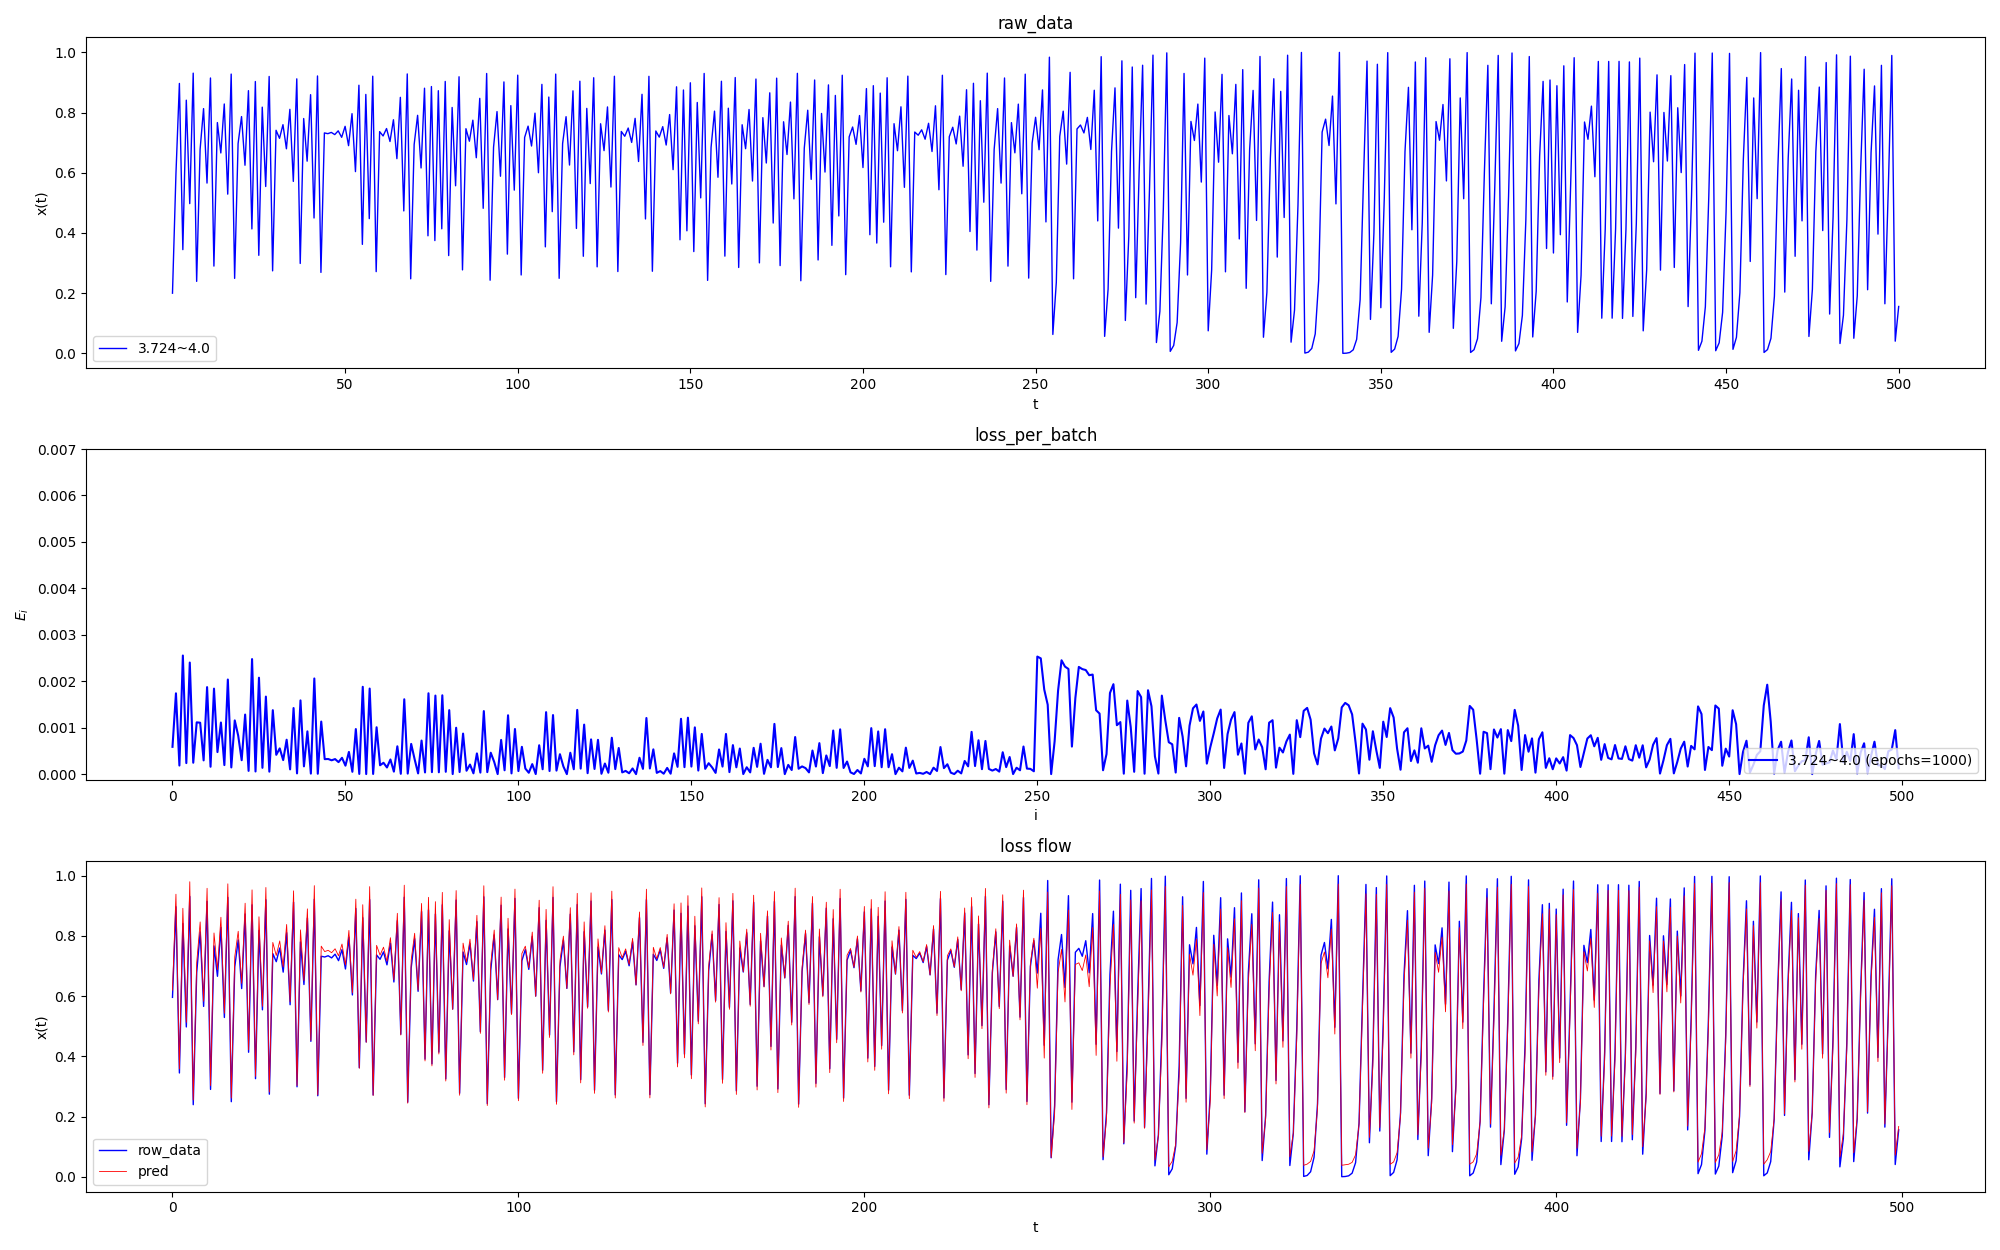 raw_data
x(t)
1.0
0.8
0.6
0.4
0.2
0.0
3.724~4.0
50 100 150 200 250 300 350 400 450 500
t
loss_per_batch
E_i
0.007
0.006
0.005
0.004
0.003
0.002
0.001
0.000
3.724~4.0 (epochs=1000)
0 50 100 150 200 250 300 350 400 450 500
i
loss flow
x(t)
1.0
0.8
0.6
0.4
0.2
0.0
row_data
pred
0 100 200 300 400 500
t